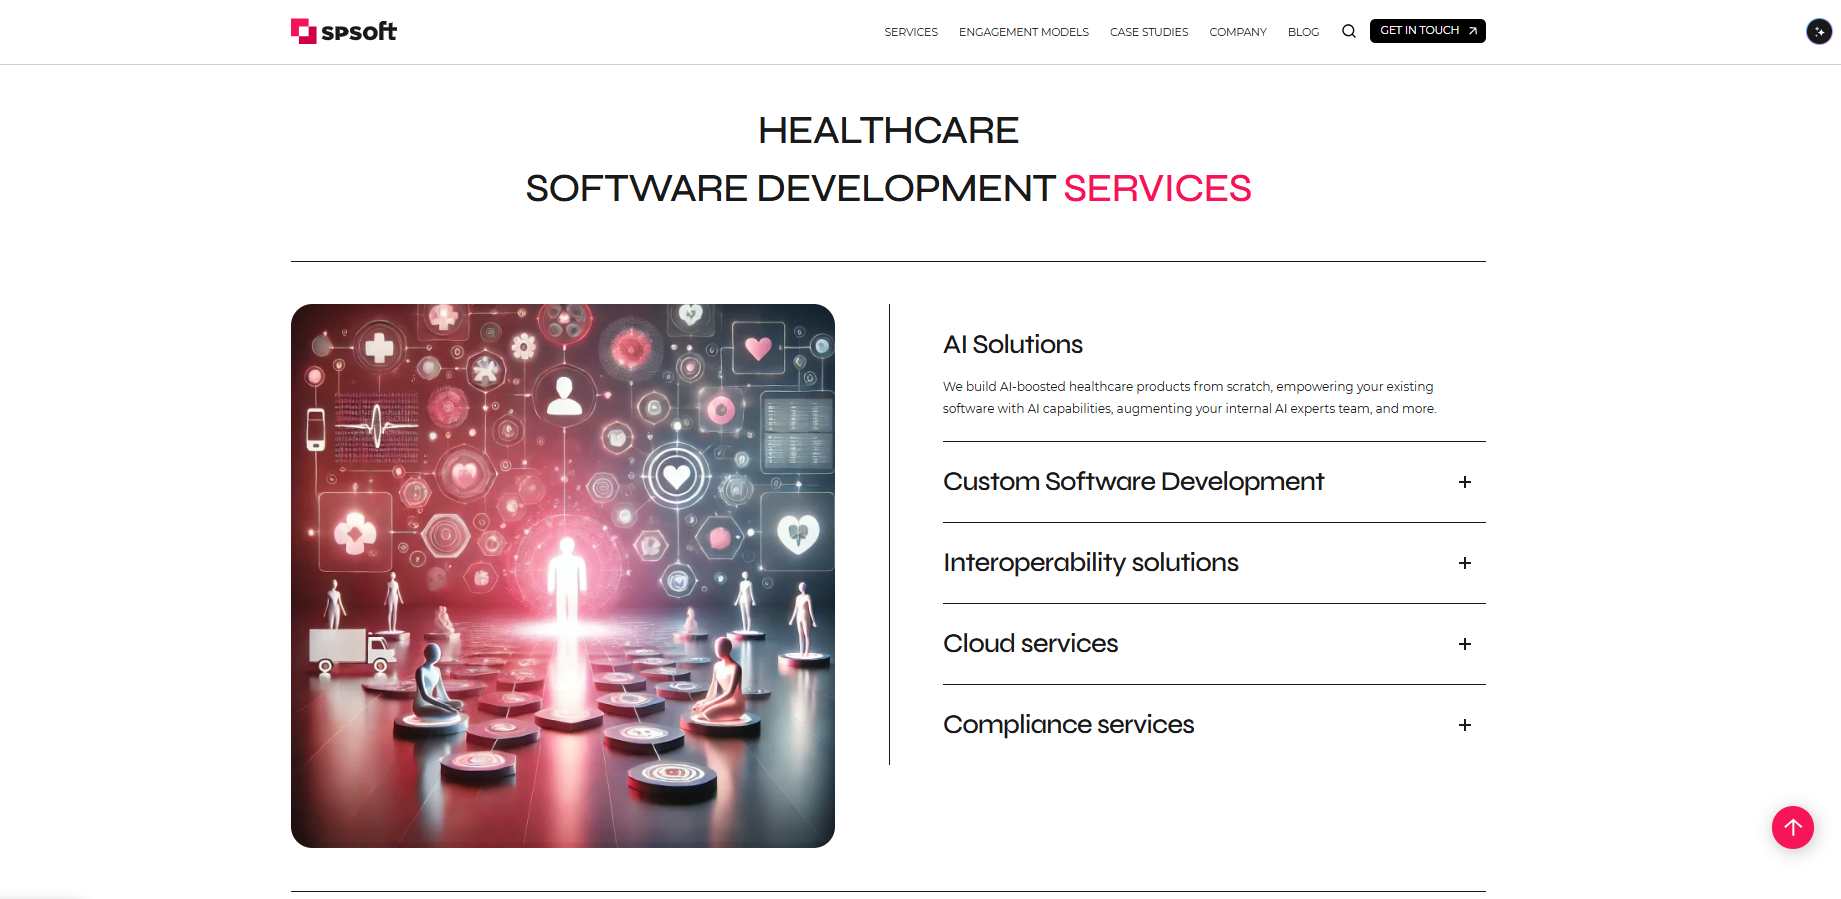 spsoft
SERVICES
ENGAGEMENT MODELS
CASE STUDIES
COMPANY
BLOG
GET IN TOUCH
HEALTHCARE
SOFTWARE DEVELOPMENT SERVICES
AI Solutions
We build AI-boosted healthcare products from scratch, empowering your existing
software with AI capabilities, augmenting your internal AI experts team, and more.
Custom Software Development
Interoperability solutions
Cloud services
Compliance services